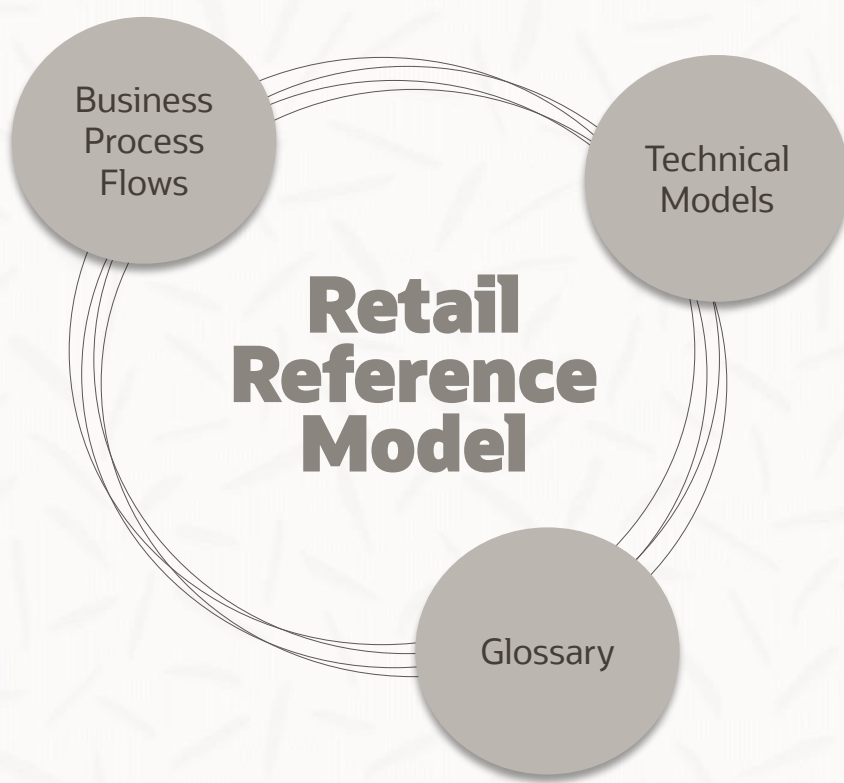 Business
Process
Flows
Technical
Models
Retail
Reference
Model
Glossary